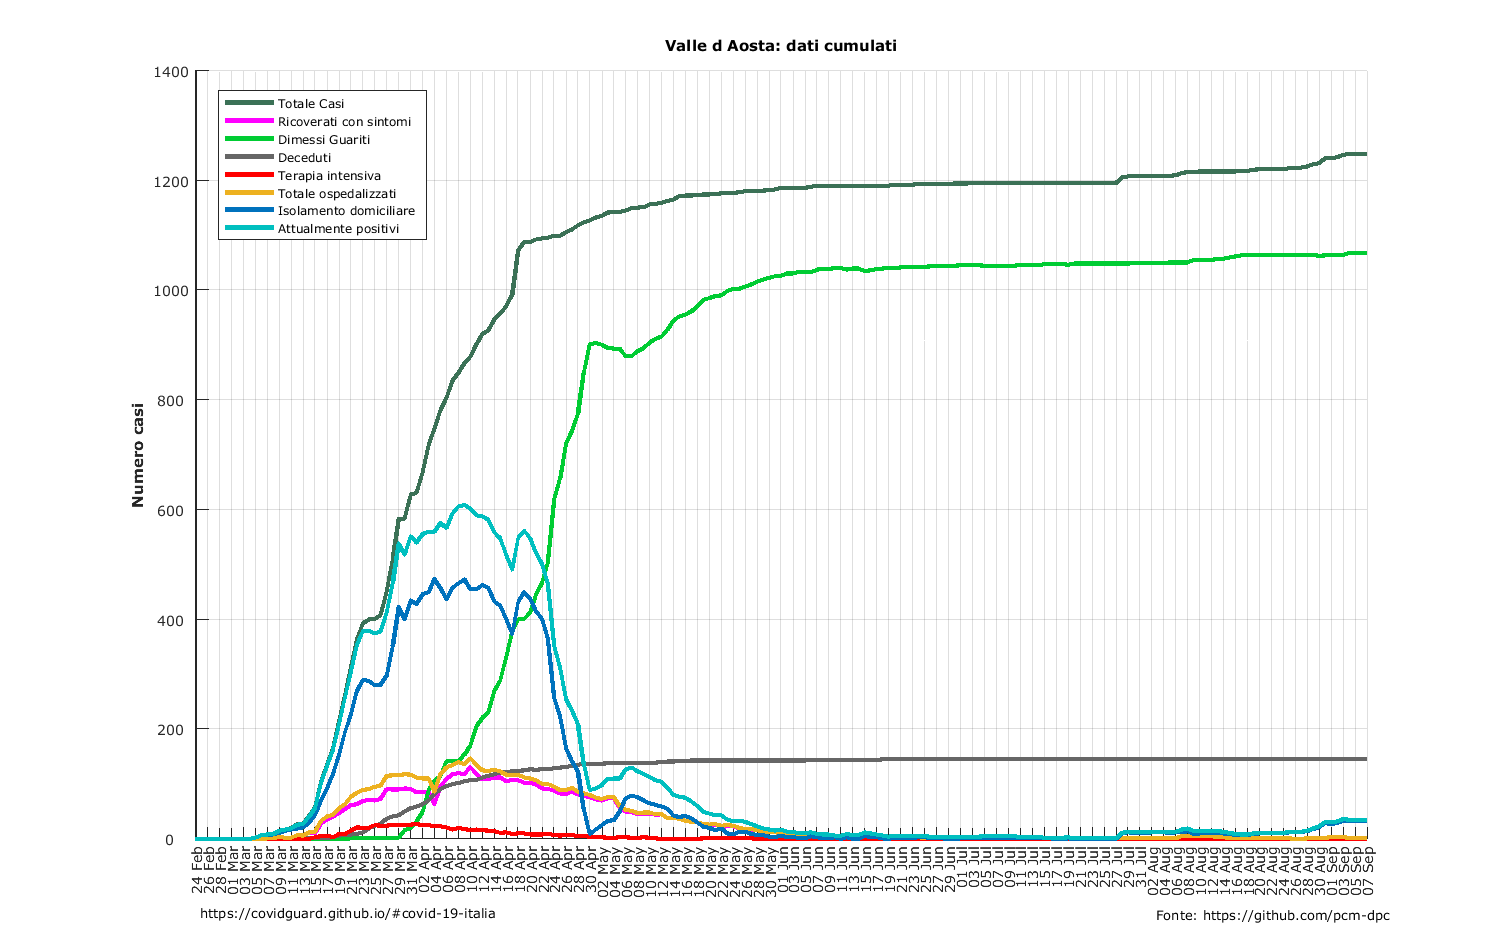 Valle d Aosta: dati cumulati
Numero casi
1400
1200
1000
800
600
400
200
0
Totale Casi
Ricoverati con sintomi
Dimessi Guariti
Deceduti
Terapia intensiva
Totale ospedalizzati
Isolamento domiciliare
Attualmente positivi
24 Feb
26 Feb
28 Feb
01 Mar
03 Mar
05 Mar
07 Mar
09 Mar
11 Mar
13 Mar
15 Mar
17 Mar
19 Mar
21 Mar
23 Mar
25 Mar
27 Mar
29 Mar
31 Mar
02 Apr
04 Apr
06 Apr
08 Apr
10 Apr
12 Apr
14 Apr
16 Apr
18 Apr
20 Apr
22 Apr
24 Apr
26 Apr
28 Apr
30 Apr
02 May
04 May
06 May
08 May
10 May
12 May
14 May
16 May
18 May
20 May
22 May
24 May
26 May
28 May
30 May
01 Jun
03 Jun
05 Jun
07 Jun
09 Jun
11 Jun
13 Jun
15 Jun
17 Jun
19 Jun
21 Jun
23 Jun
25 Jun
27 Jun
29 Jun
01 Jul
03 Jul
05 Jul
07 Jul
09 Jul
11 Jul
13 Jul
15 Jul
17 Jul
19 Jul
21 Jul
23 Jul
25 Jul
27 Jul
29 Jul
31 Jul
02 Aug
04 Aug
06 Aug
08 Aug
10 Aug
12 Aug
14 Aug
16 Aug
18 Aug
20 Aug
22 Aug
24 Aug
26 Aug
28 Aug
30 Aug
01 Sep
03 Sep
05 Sep
07 Sep
https://covidguard.github.io/#covid-19-italia
Fonte: https://github.com/pcm-dpc